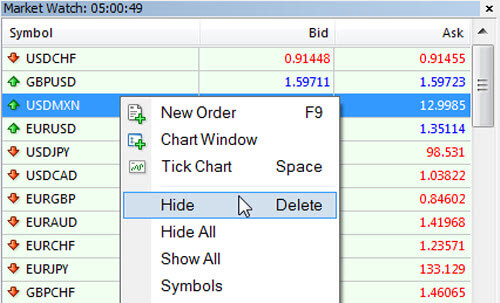 Market Watch: 05:00:49
Symbol Bid Ask
USDCHF 0.91448 0.91455
GBPUSD 1.59711 1.59723
USDMXN 12.9985
EURUSD 1.35114
USDJPY 98.531
USDCAD 1.03822
EURGBP 0.84602
EURAUD 1.41968
EURCHF 1.23571
EURJPY 133.129
GBPCHF 1.46065
New Order F9
Chart Window
Tick Chart Space
Hide Delete
Hide All
Show All
Symbols